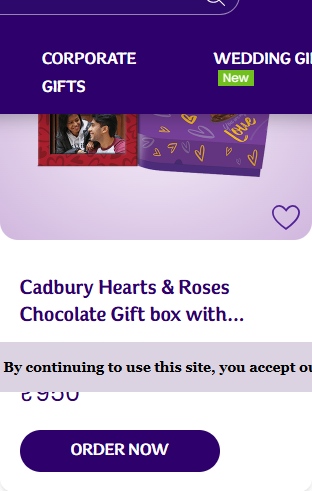 CORPORATE
GIFTS
WEDDING GI
New
Love
Cadbury Hearts & Roses
Chocolate Gift box with...
By continuing to use this site, you accept ou
950
ORDER NOW